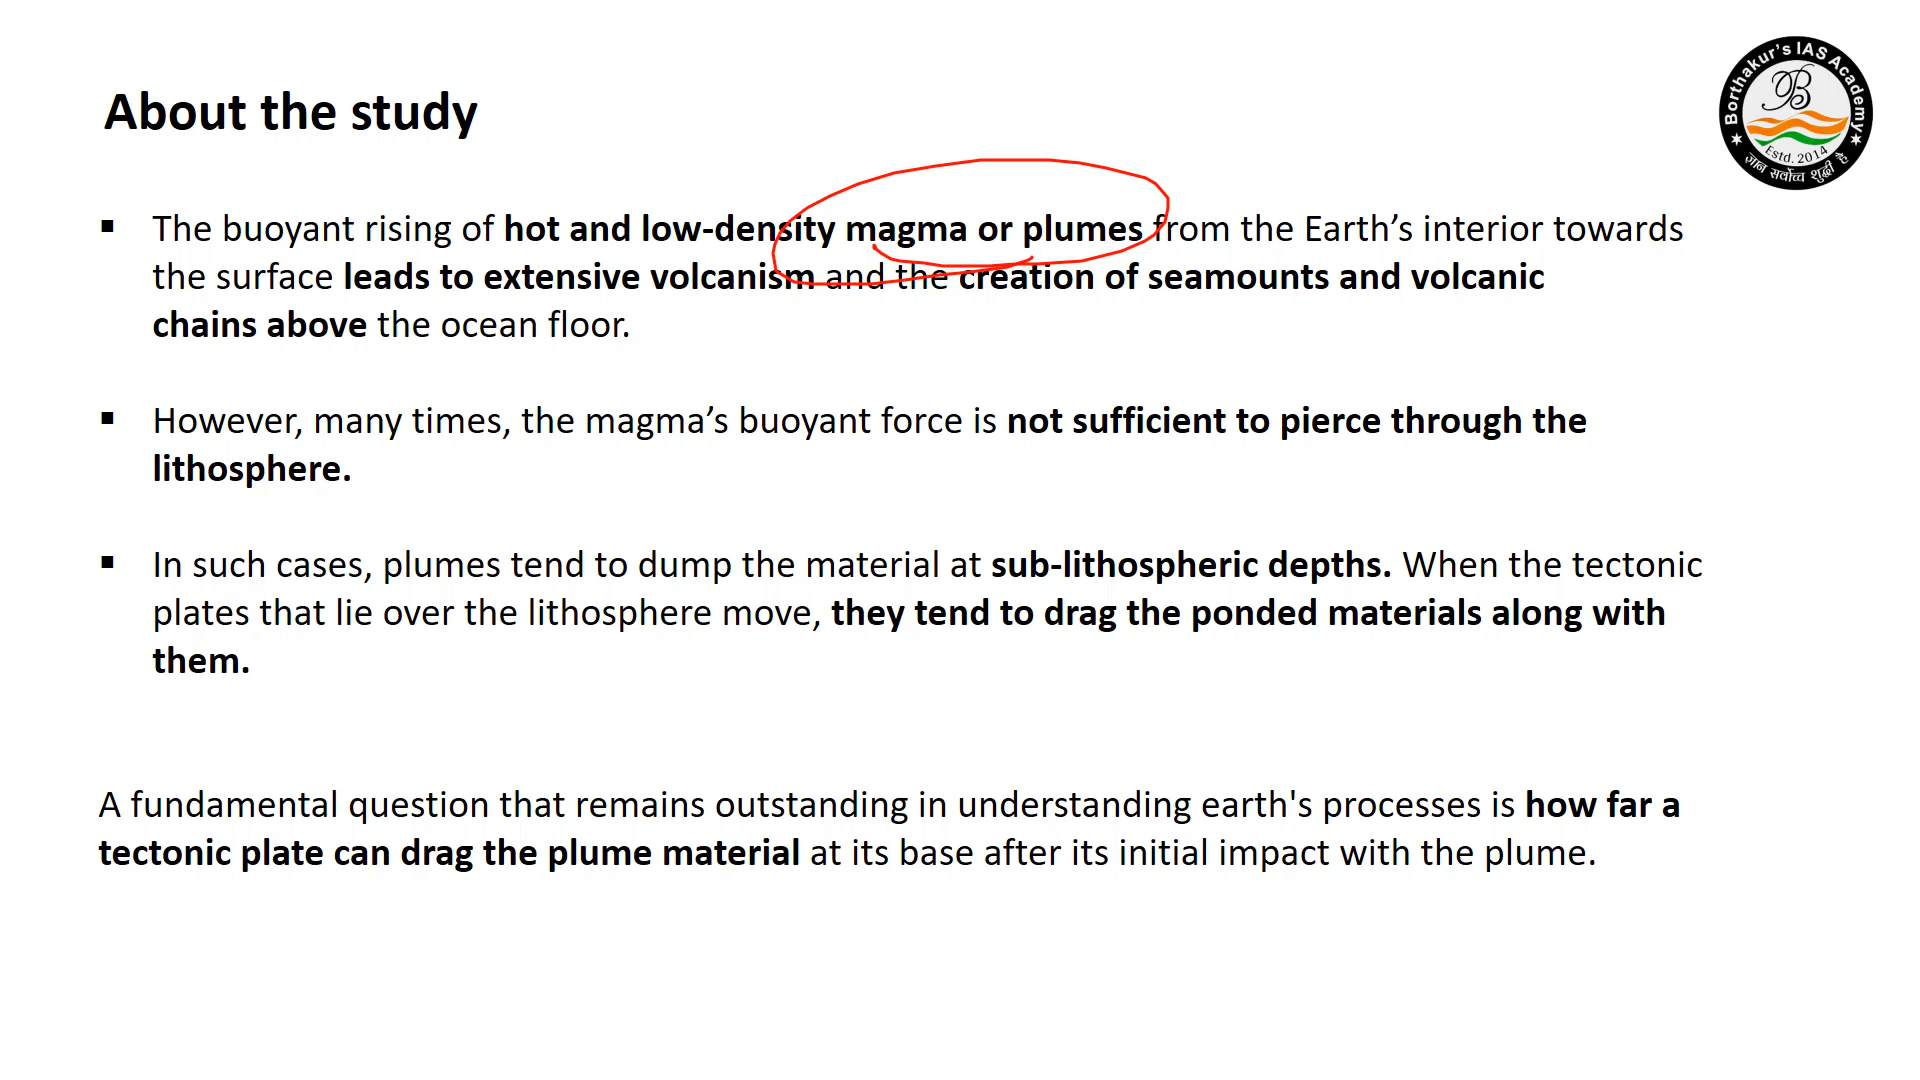 Borthakur's IAS Academy
B
Estd. 2014
ज्ञान सर्वोच्च शुद्धी है
About the study
▪ The buoyant rising of hot and low-density magma or plumes from the Earth’s interior towards
the surface leads to extensive volcanism and the creation of seamounts and volcanic
chains above the ocean floor.
▪ However, many times, the magma’s buoyant force is not sufficient to pierce through the
lithosphere.
▪ In such cases, plumes tend to dump the material at sub-lithospheric depths. When the tectonic
plates that lie over the lithosphere move, they tend to drag the ponded materials along with
them.
A fundamental question that remains outstanding in understanding earth's processes is how far a
tectonic plate can drag the plume material at its base after its initial impact with the plume.